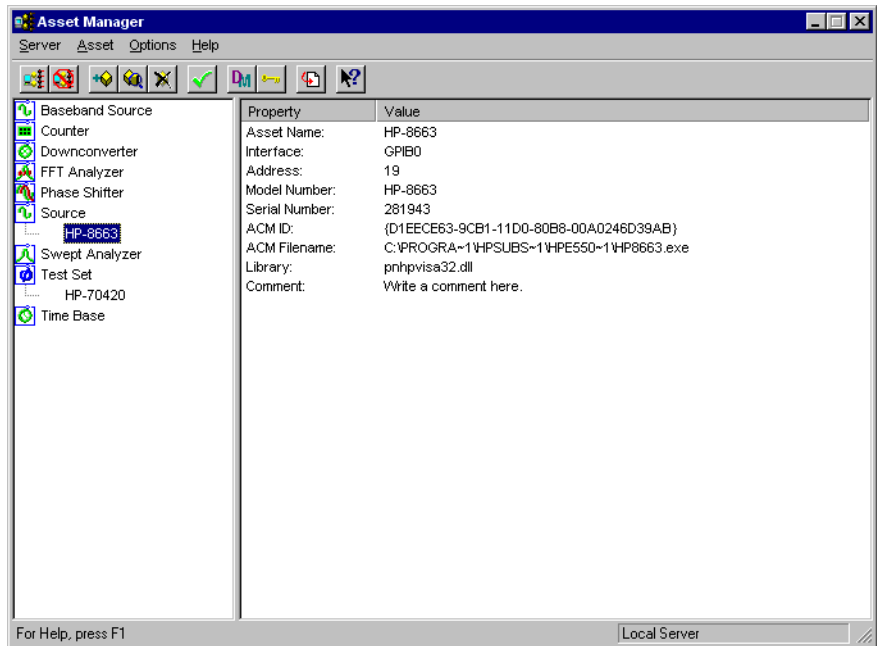 Asset Manager
Server Asset Options Help
DM
Baseband Source
Counter
Downconverter
FFT Analyzer
Phase Shifter
Source
HP-8663
Swept Analyzer
Test Set
HP-70420
Time Base
Property Value
Asset Name: HP-8663
Interface: GPIB0
Address: 19
Model Number: HP-8663
Serial Number: 281943
ACM ID: {D1EECE63-9CB1-11D0-80B8-00A0246D39AB}
ACM Filename: C:\PROGRA~1\HPSUBS~1\HPE550~1\HP8663.exe
Library: pnhpvisa32.dll
Comment: Write a comment here.
For Help, press F1 Local Server